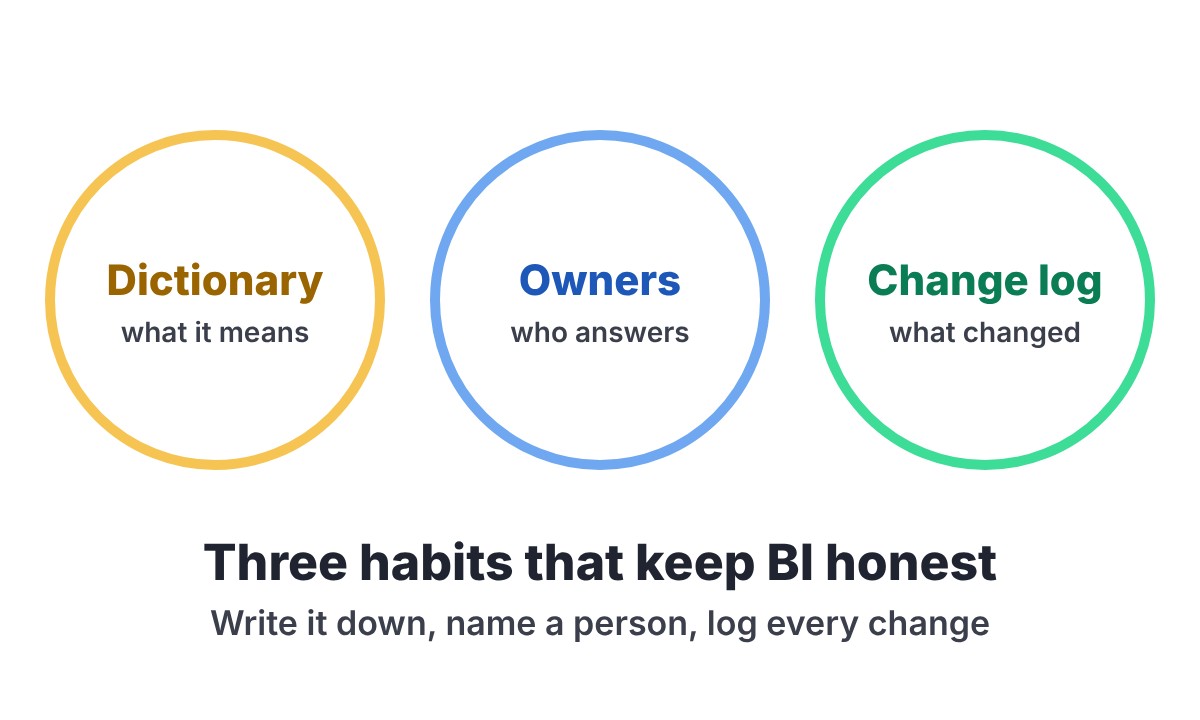 Dictionary
what it means
Owners
who answers
Change log
what changed
Three habits that keep BI honest
Write it down, name a person, log every change